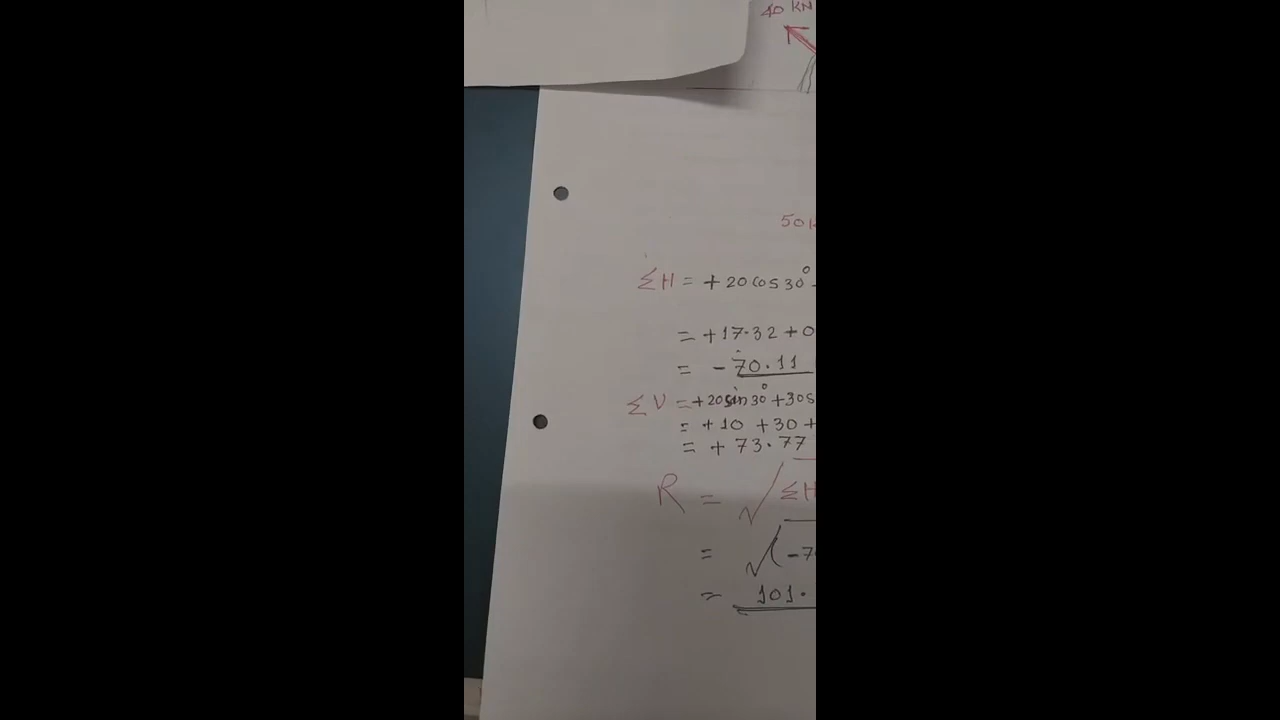 40 KN
50k
ΣH = +20cos30°
= +17.32 +0
= -70.11
ΣV = +20sin30° +30s
= +10 +30 +
= +73.77
R = √ΣH
= √(-7
= 101.